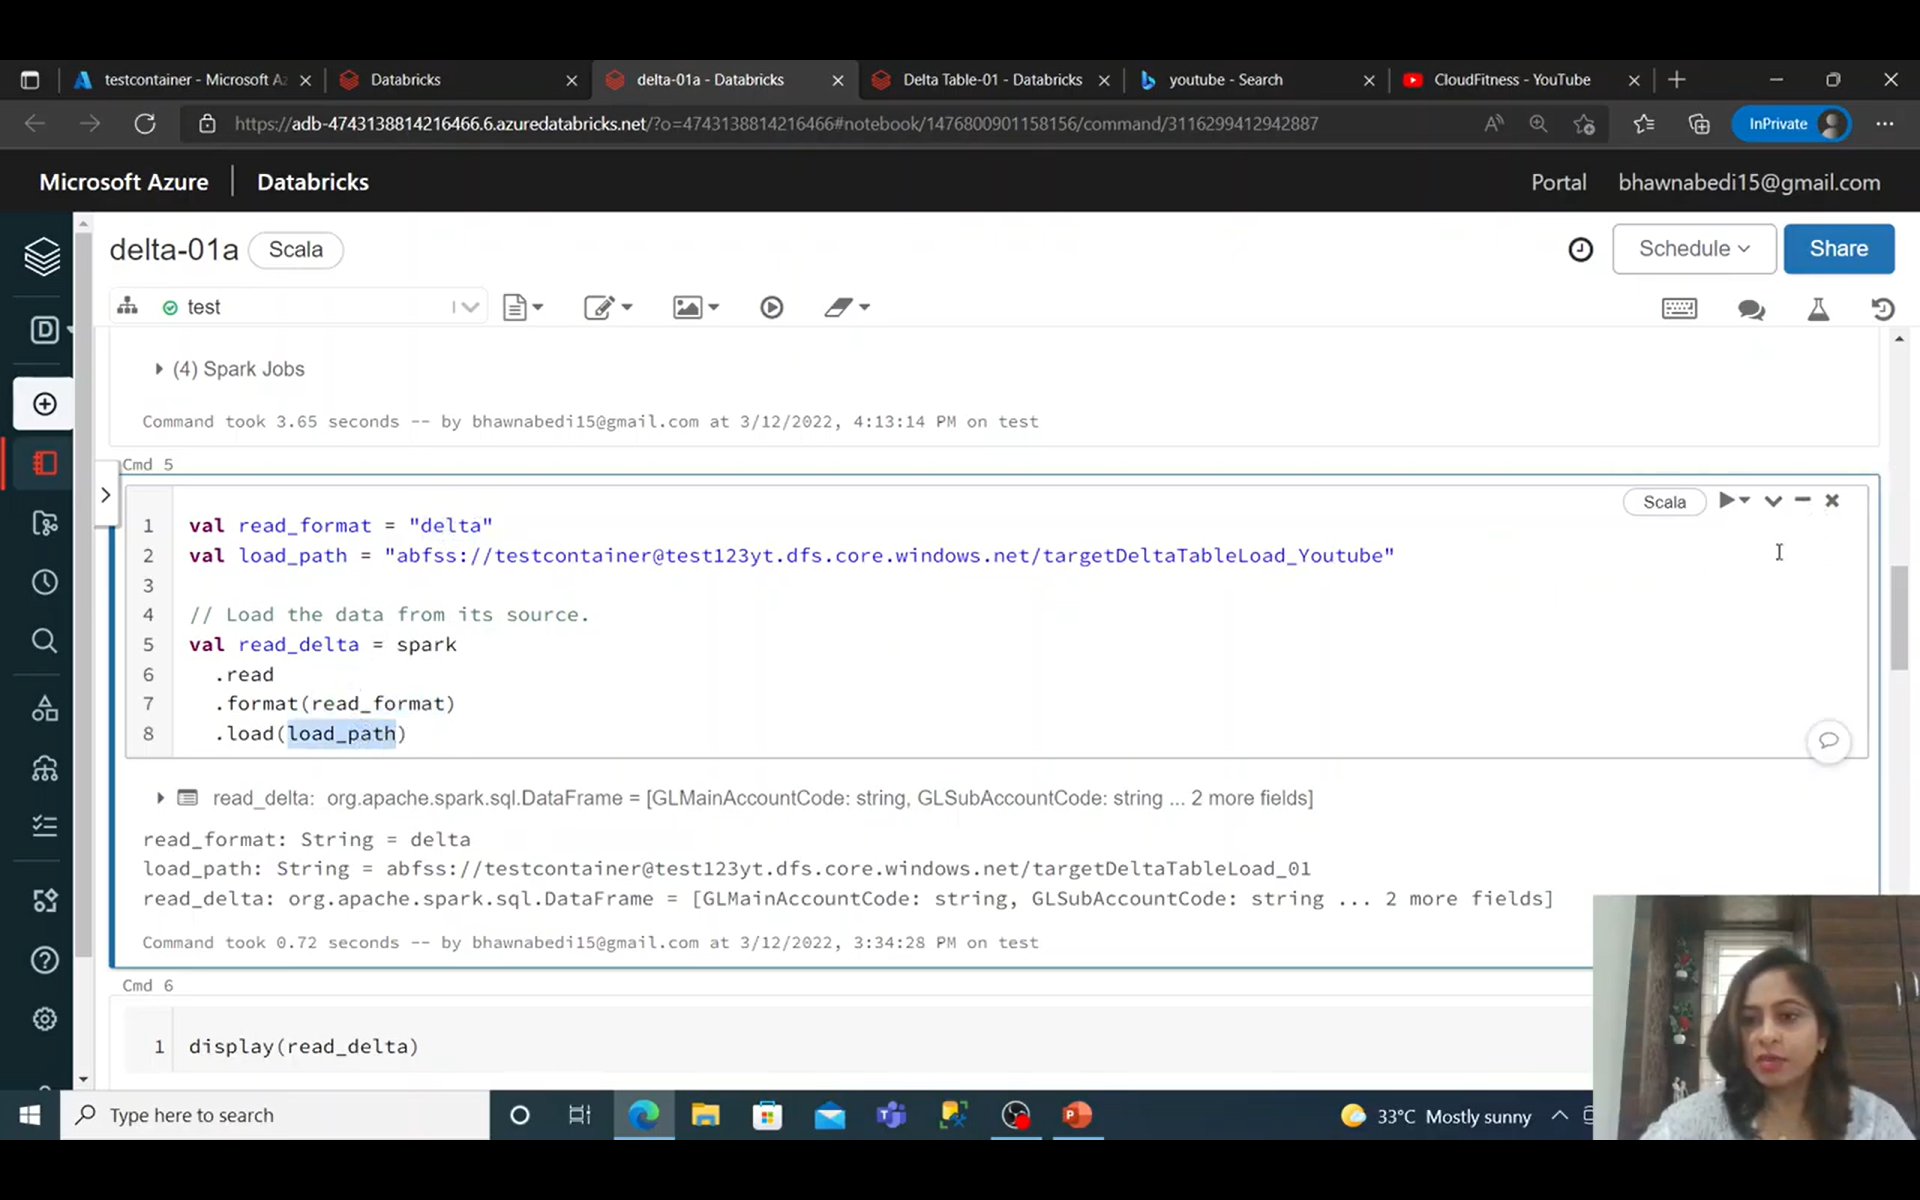 testcontainer - Microsoft Az
Databricks
delta-01a - Databricks
Delta Table-01 - Databricks
youtube - Search
CloudFitness - YouTube
https://adb-4743138814216466.6.azuredatabricks.net/?o=4743138814216466#notebook/1476800901158156/command/3116299412942887
InPrivate
Microsoft Azure
Databricks
Portal
bhawnabedi15@gmail.com
delta-01a
Scala
Schedule
Share
test
(4) Spark Jobs
Command took 3.65 seconds -- by bhawnabedi15@gmail.com at 3/12/2022, 4:13:14 PM on test
Cmd 5
Scala
1 val read_format = "delta"
2 val load_path = "abfss://testcontainer@test123yt.dfs.core.windows.net/targetDeltaTableLoad_Youtube"
3
4 // Load the data from its source.
5 val read_delta = spark
6 .read
7 .format(read_format)
8 .load(load_path)
read_delta: org.apache.spark.sql.DataFrame = [GLMainAccountCode: string, GLSubAccountCode: string ... 2 more fields]
read_format: String = delta
load_path: String = abfss://testcontainer@test123yt.dfs.core.windows.net/targetDeltaTableLoad_01
read_delta: org.apache.spark.sql.DataFrame = [GLMainAccountCode: string, GLSubAccountCode: string ... 2 more fields]
Command took 0.72 seconds -- by bhawnabedi15@gmail.com at 3/12/2022, 3:34:28 PM on test
Cmd 6
1 display(read_delta)
Type here to search
33°C Mostly sunny